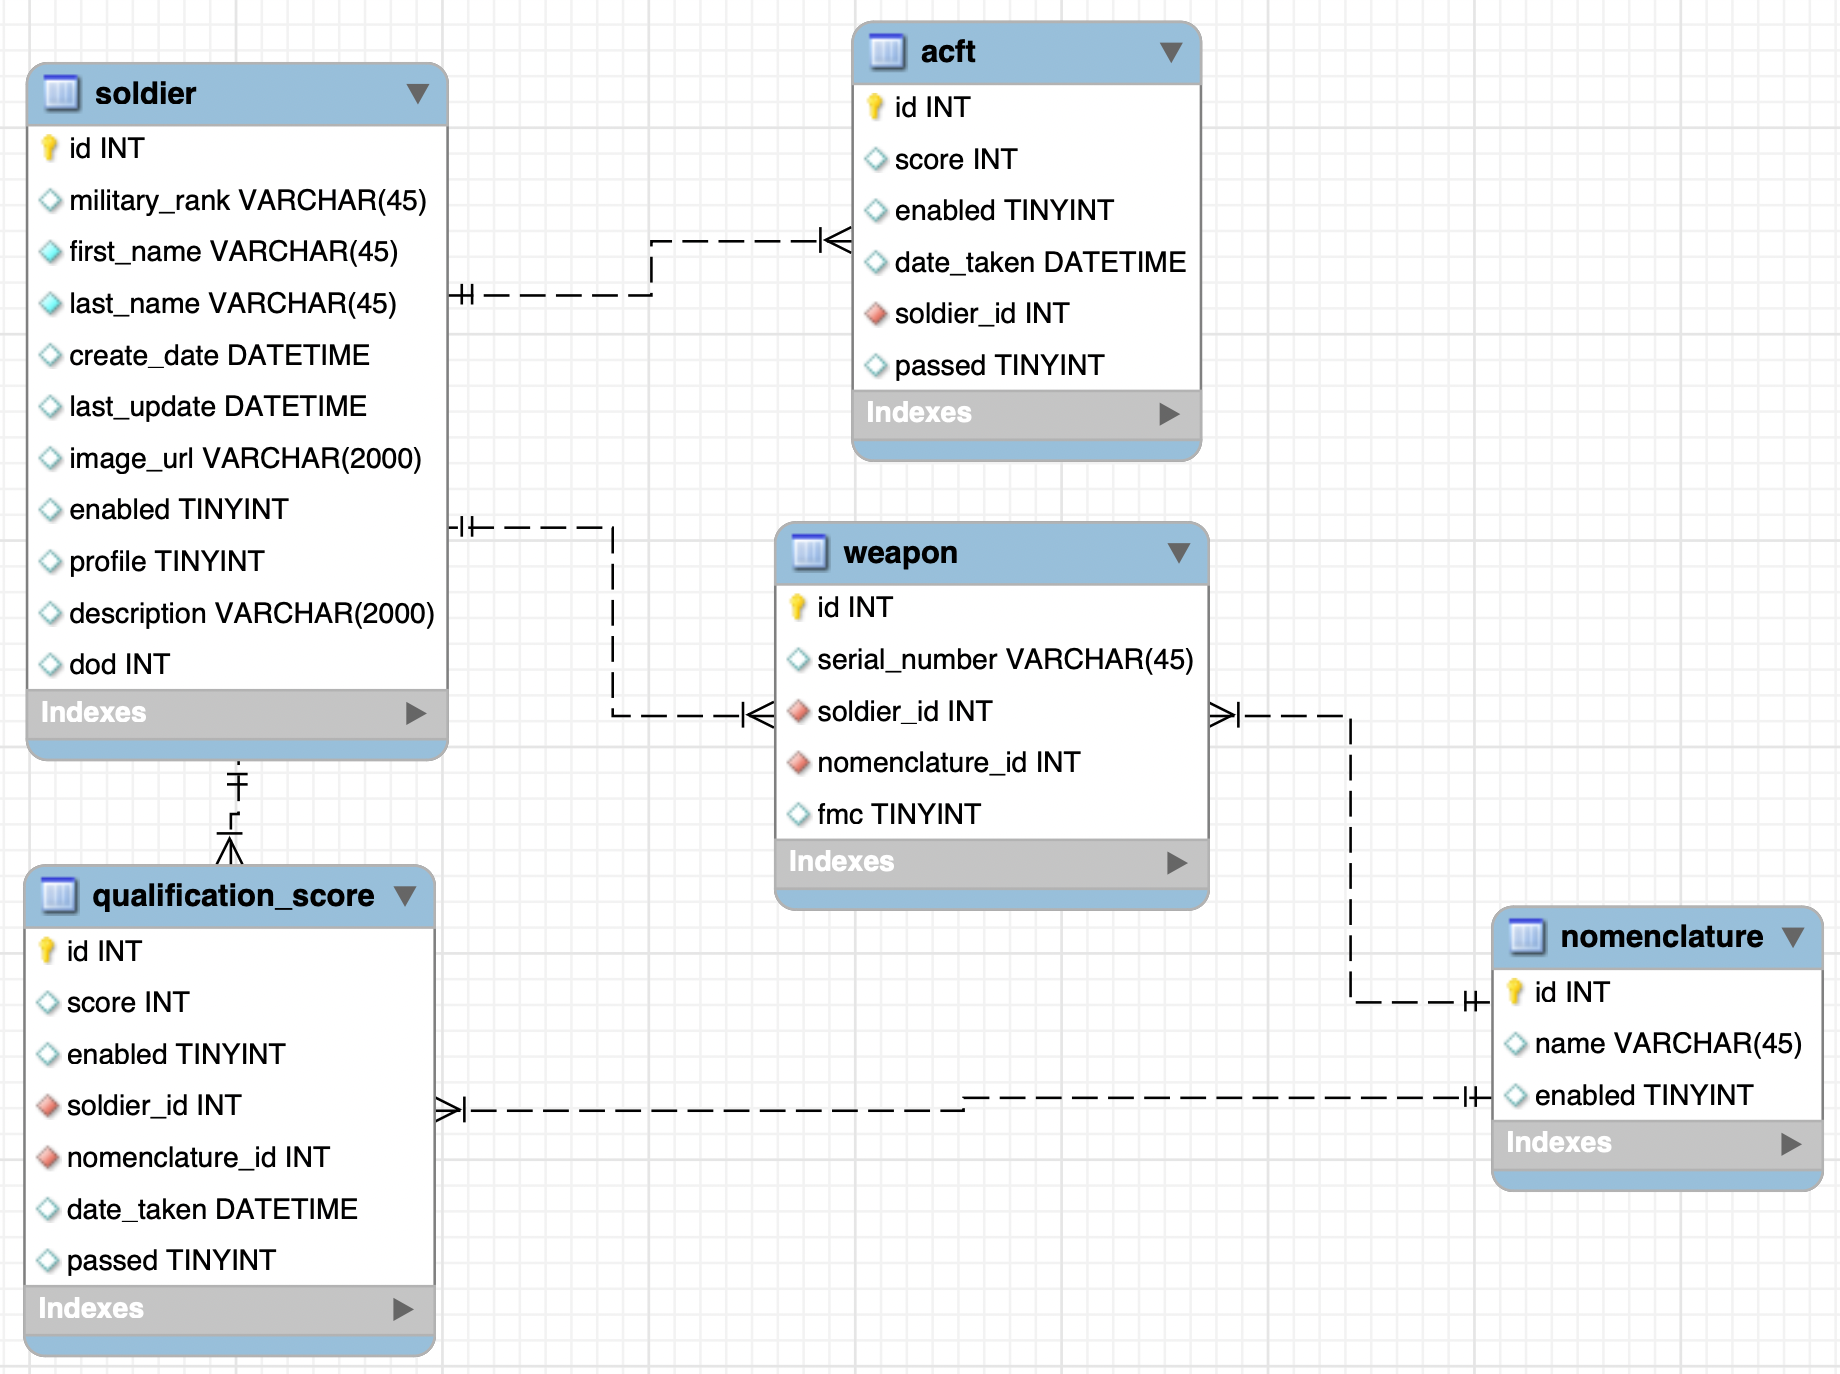 soldier
id INT
military_rank VARCHAR(45)
first_name VARCHAR(45)
last_name VARCHAR(45)
create_date DATETIME
last_update DATETIME
image_url VARCHAR(2000)
enabled TINYINT
profile TINYINT
description VARCHAR(2000)
dod INT
Indexes
acft
id INT
score INT
enabled TINYINT
date_taken DATETIME
soldier_id INT
passed TINYINT
Indexes
weapon
id INT
serial_number VARCHAR(45)
soldier_id INT
nomenclature_id INT
fmc TINYINT
Indexes
qualification_score
id INT
score INT
enabled TINYINT
soldier_id INT
nomenclature_id INT
date_taken DATETIME
passed TINYINT
Indexes
nomenclature
id INT
name VARCHAR(45)
enabled TINYINT
Indexes